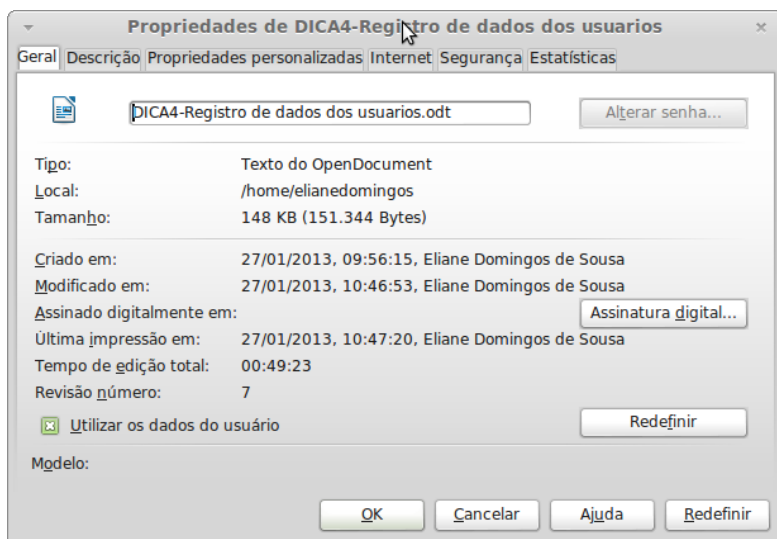 Propriedades de DICA4-Registro de dados dos usuarios
Geral Descrição Propriedades personalizadas Internet Segurança Estatísticas
DICA4-Registro de dados dos usuarios.odt Alterar senha...
Tipo: Texto do OpenDocument
Local: /home/elianedomingos
Tamanho: 148 KB (151.344 Bytes)
Criado em: 27/01/2013, 09:56:15, Eliane Domingos de Sousa
Modificado em: 27/01/2013, 10:46:53, Eliane Domingos de Sousa
Assinado digitalmente em: Assinatura digital...
Última impressão em: 27/01/2013, 10:47:20, Eliane Domingos de Sousa
Tempo de edição total: 00:49:23
Revisão número: 7
Utilizar os dados do usuário Redefinir
Modelo:
OK Cancelar Ajuda Redefinir